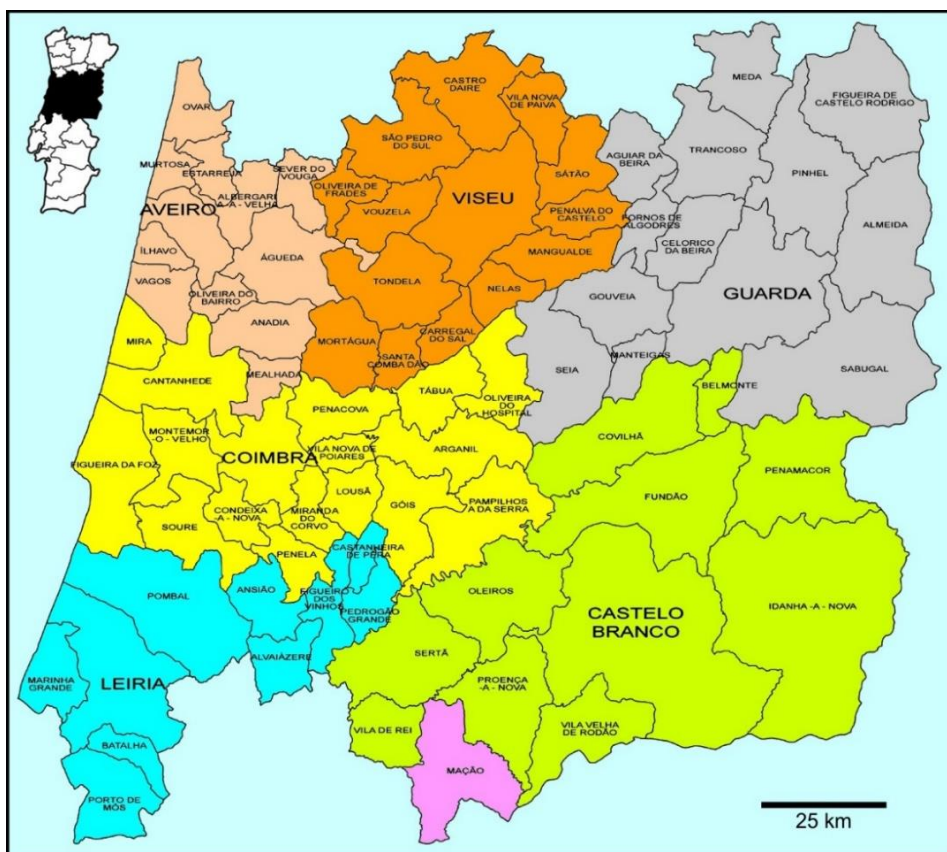 OVAR
MURTOSA
ESTARREJA
SEVER DO
VOUGA
ALBERGARI
A-A - VELHA
AVEIRO
ÍLHAVO
ÁGUEDA
VAGOS
OLIVEIRA DO
BAIRRO
ANADIA
MEALHADA
CASTRO
DAIRE
VILA NOVA
DE PAIVA
SÃO PEDRO
DO SUL
SÁTÃO
OLIVEIRA DE
FRADES
VOUZELA
VISEU
PENALVA DO
CASTELO
MANGUALDE
TONDELA
NELAS
MORTÁGUA
CARREGAL
DO SAL
SANTA
COMBA DÃO
MEDA
FIGUEIRA DE
CASTELO RODRIGO
TRANCOSO
AGUIAR DA
BEIRA
PINHEL
FORNOS DE
ALGODRES
ALMEIDA
CELORICO
DA BEIRA
GOUVEIA
GUARDA
MANTEIGAS
SEIA
SABUGAL
MIRA
CANTANHEDE
TÁBUA
OLIVEIRA
DO
HOSPITAL
PENACOVA
MONTEMOR
-O - VELHO
COIMBRA
VILA NOVA DE
POIARES
ARGANIL
FIGUEIRA DA FOZ
LOUSÃ
GÓIS
PAMPILHOS
A DA SERRA
SOURE
CONDEIXA
-A - NOVA
MIRANDA
DO
CORVO
PENELA
BELMONTE
COVILHÃ
PENAMACOR
FUNDÃO
CASTANHEIRA
DE PÊRA
POMBAL
ANSIÃO
FIGUEIRO
DOS
VINHOS
PEDROGÃO
GRANDE
ALVAIÁZERE
MARINHA
GRANDE
LEIRIA
BATALHA
PORTO DE
MÓS
OLEIROS
CASTELO
BRANCO
IDANHA -A - NOVA
SERTÃ
PROENÇA
-A - NOVA
VILA DE REI
VILA VELHA
DE RODÃO
MAÇÃO
25 km